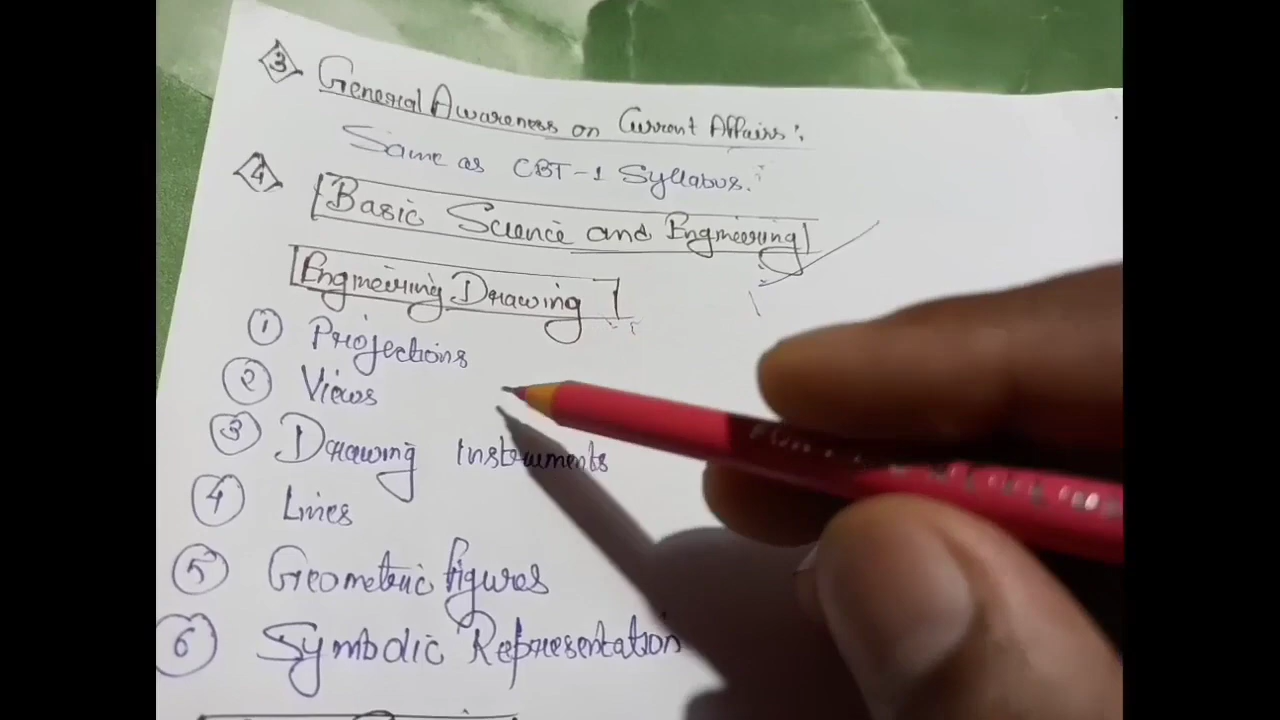 3 General Awareness on Current Affairs:
Same as CBT-1 Syllabus.
4 Basic Science and Engineering
Engineering Drawing
1 Projections
2 Views
3 Drawing Instruments
4 Lines
5 Geometric figures
6 Symbolic Representation